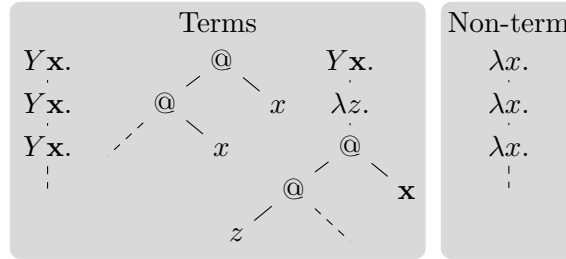 Terms
Non-term
Y𝐱. @ Y𝐱. λx.
Y𝐱. @ x λz. λx.
Y𝐱. x @ λx.
@ 𝐱
z